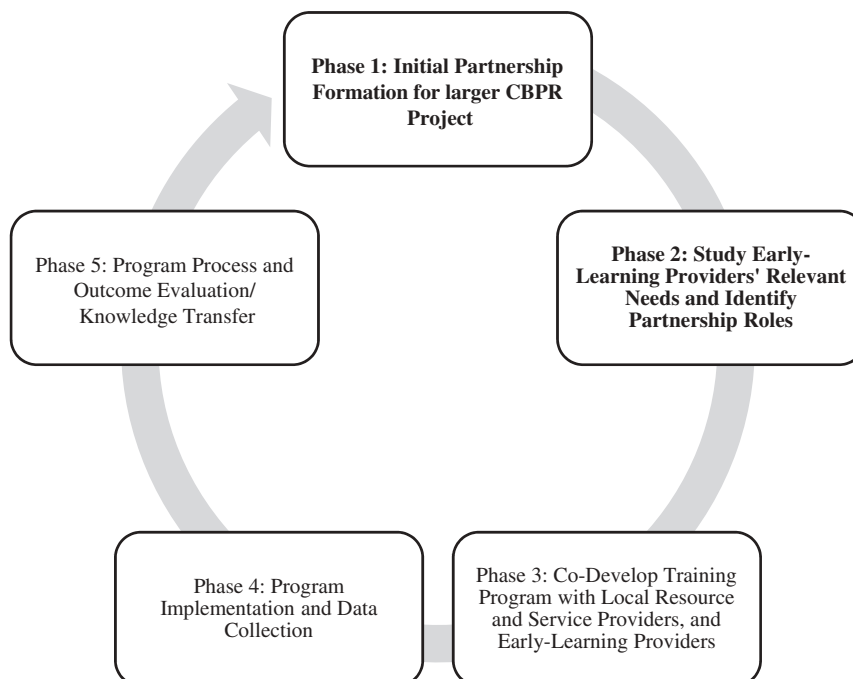 Phase 1: Initial Partnership
Formation for larger CBPR
Project
Phase 2: Study Early-
Learning Providers' Relevant
Needs and Identify
Partnership Roles
Phase 3: Co-Develop Training
Program with Local Resource
and Service Providers, and
Early-Learning Providers
Phase 4: Program
Implementation and Data
Collection
Phase 5: Program Process and
Outcome Evaluation/
Knowledge Transfer